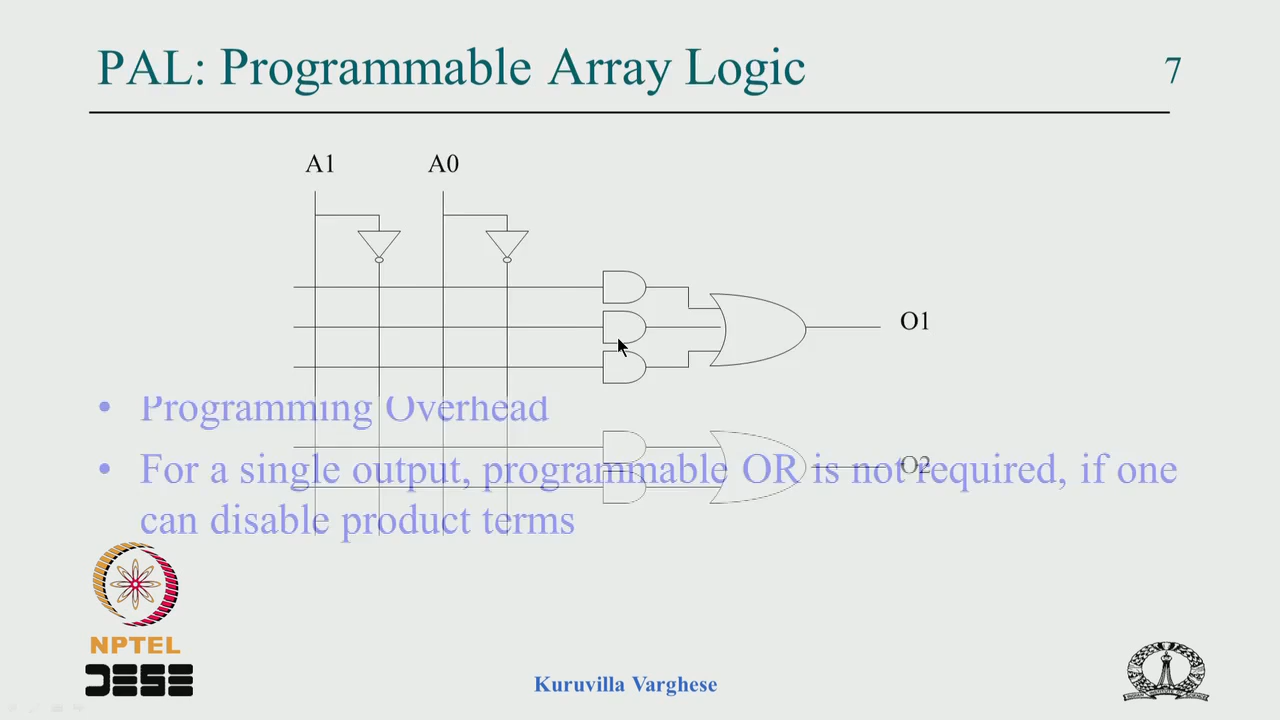 PAL: Programmable Array Logic
7
A1
A0
O1
• Programming Overhead
• For a single output, programmable OR is not required, if one
can disable product terms
O2
NPTEL
DESE
Kuruvilla Varghese